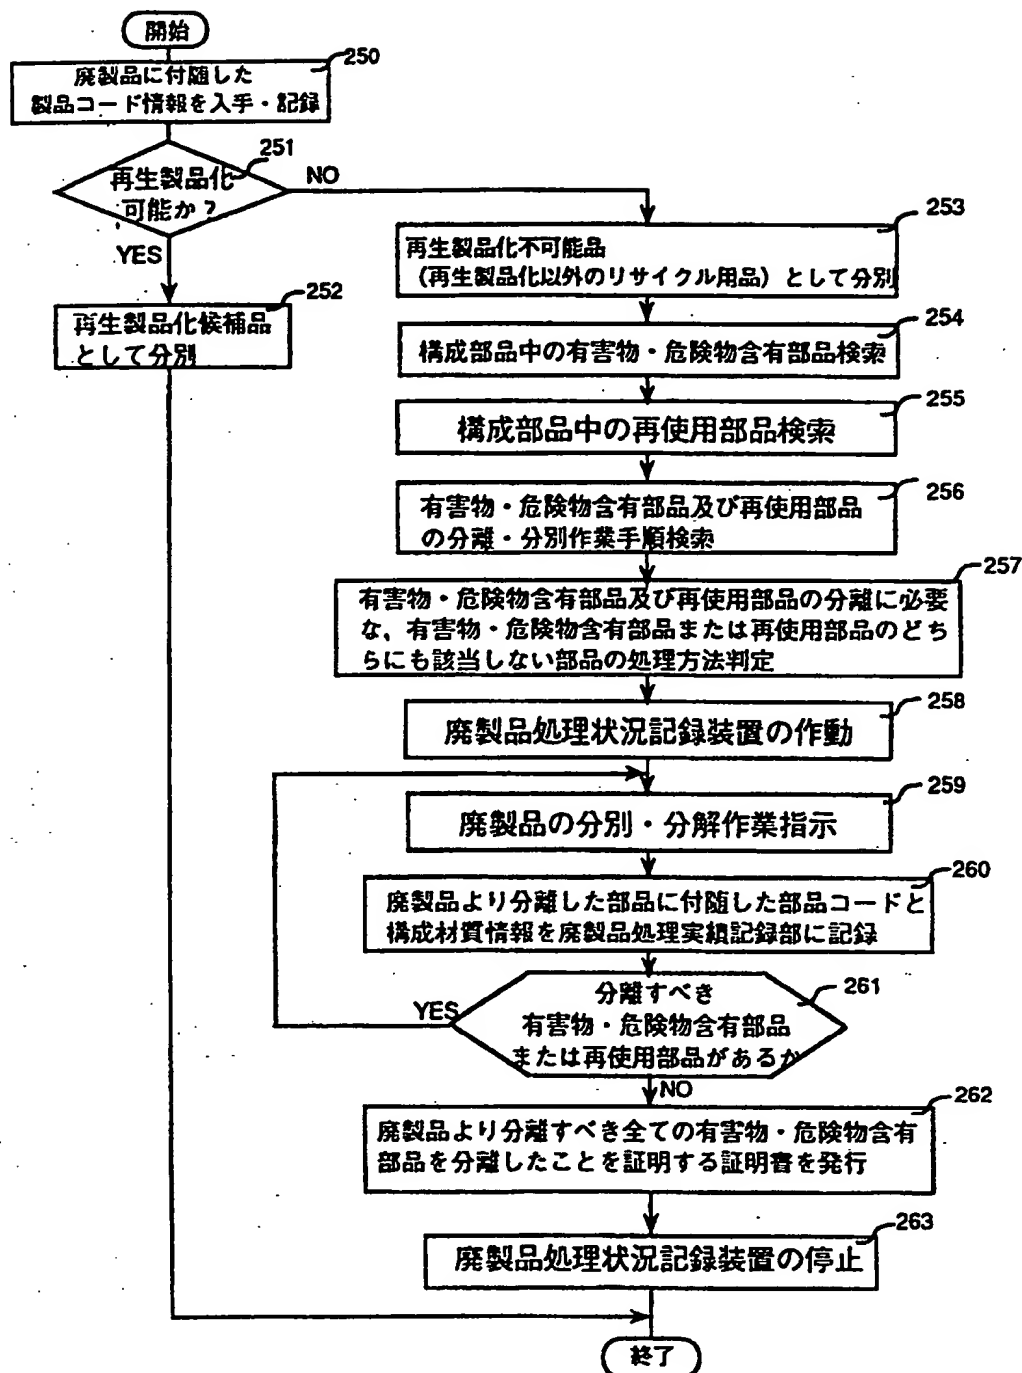 開始
250
廃製品に付随した
製品コード情報を入手・記録
251
再生製品化
可能か?
NO
YES
252
再生製品化候補品
として分別
253
再生製品化不可能品
(再生製品化以外のリサイクル用品)として分別
254
構成部品中の有害物・危険物含有部品検索
255
構成部品中の再使用部品検索
256
有害物・危険物含有部品及び再使用部品
の分離・分別作業手順検索
257
有害物・危険物含有部品及び再使用部品の分離に必要
な、有害物・危険物含有部品または再使用部品のどち
らにも該当しない部品の処理方法判定
258
廃製品処理状況記録装置の作動
259
廃製品の分別・分解作業指示
260
廃製品より分離した部品に付随した部品コードと
構成材質情報を廃製品処理実績記録部に記録
261
分離すべき
有害物・危険物含有部品
または再使用部品があるか
YES
NO
262
廃製品より分離すべき全ての有害物・危険物含有
部品を分離したことを証明する証明書を発行
263
廃製品処理状況記録装置の停止
終了